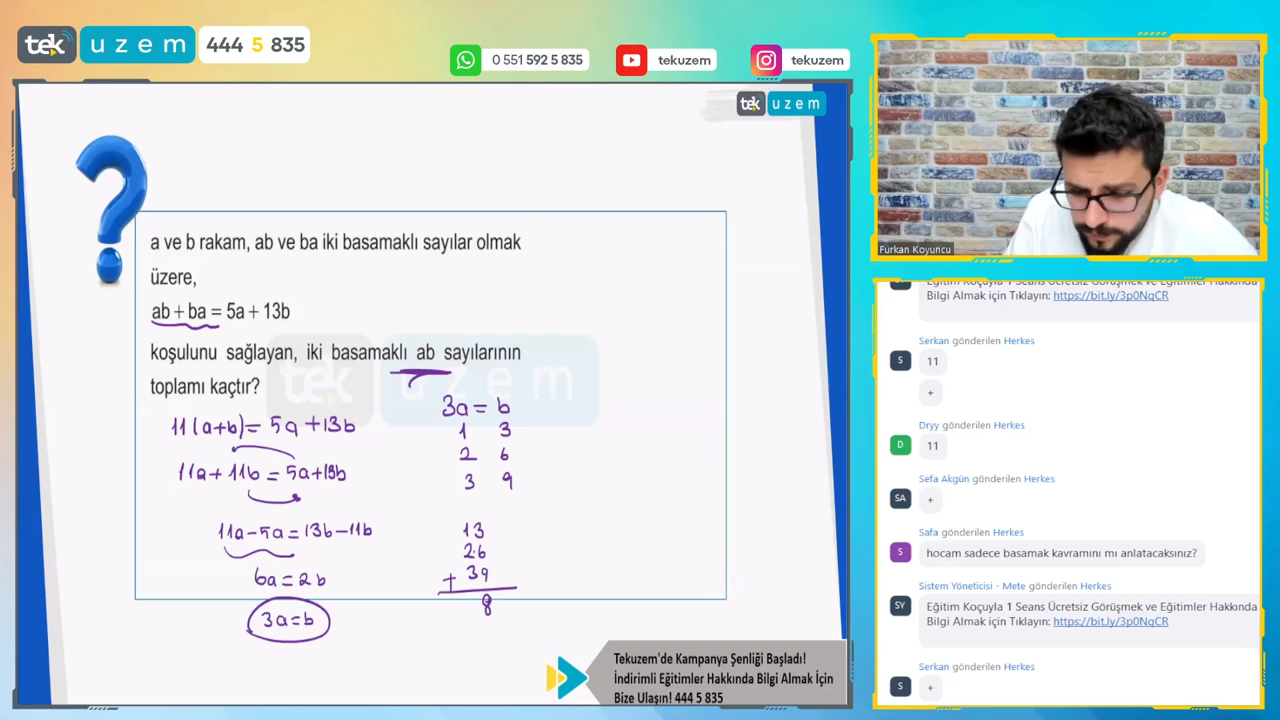 tek uzem 444 5 835
0 551 592 5 835
tekuzem
tekuzem
tek uzem
a ve b rakam, ab ve ba iki basamaklı sayılar olmak
üzere,
ab + ba = 5a + 13b
koşulunu sağlayan, iki basamaklı ab sayılarının
toplamı kaçtır?
tek uzem
11(a+b) = 5a+13b
11a+11b = 5a+13b
11a-5a = 13b-11b
6a = 2b
3a=b
3a = b
1 3
2 6
3 9
13
26
+ 39
8
Tekuzem'de Kampanya Şenliği Başladı!
İndirimli Eğitimler Hakkında Bilgi Almak İçin
Bize Ulaşın! 444 5 835
Furkan Koyuncu
Eğitim Koçuyla 1 Seans Ücretsiz Görüşmek ve Eğitimler Hakkında
Bilgi Almak için Tıklayın: https://bit.ly/3p0NqCR
Serkan gönderilen Herkes
S 11
+
Dryy gönderilen Herkes
D 11
Sefa Akgün gönderilen Herkes
SA +
Safa gönderilen Herkes
S hocam sadece basamak kavramını mı anlatacaksınız?
Sistem Yöneticisi - Mete gönderilen Herkes
SY Eğitim Koçuyla 1 Seans Ücretsiz Görüşmek ve Eğitimler Hakkında
Bilgi Almak için Tıklayın: https://bit.ly/3p0NqCR
Serkan gönderilen Herkes
S +